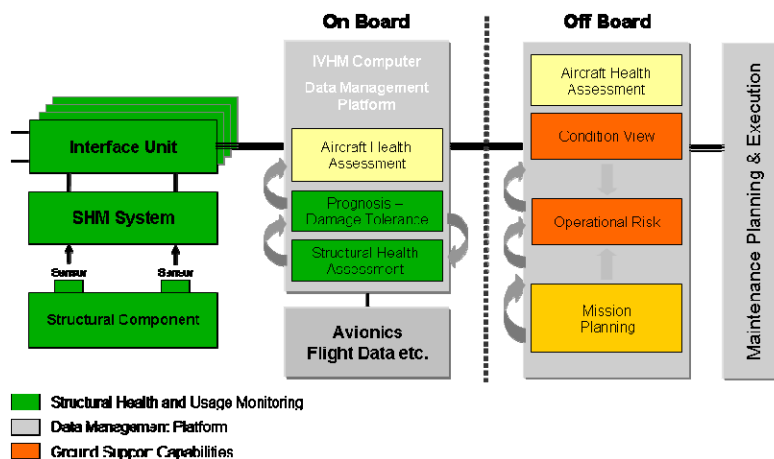 On Board
Off Board
IVHM Computer
Data Management
Platform
Aircraft Health
Assessment
Prognosis –
Damage Tolerance
Structural Health
Assessment
Avionics
Flight Data etc.
Interface Unit
SHM System
Sensor
Sensor
Structural Component
Aircraft Health
Assessment
Condition View
Operational Risk
Mission
Planning
Maintenance Planning & Execution
Structural Health and Usage Monitoring
Data Management Platform
Ground Support Capabilities